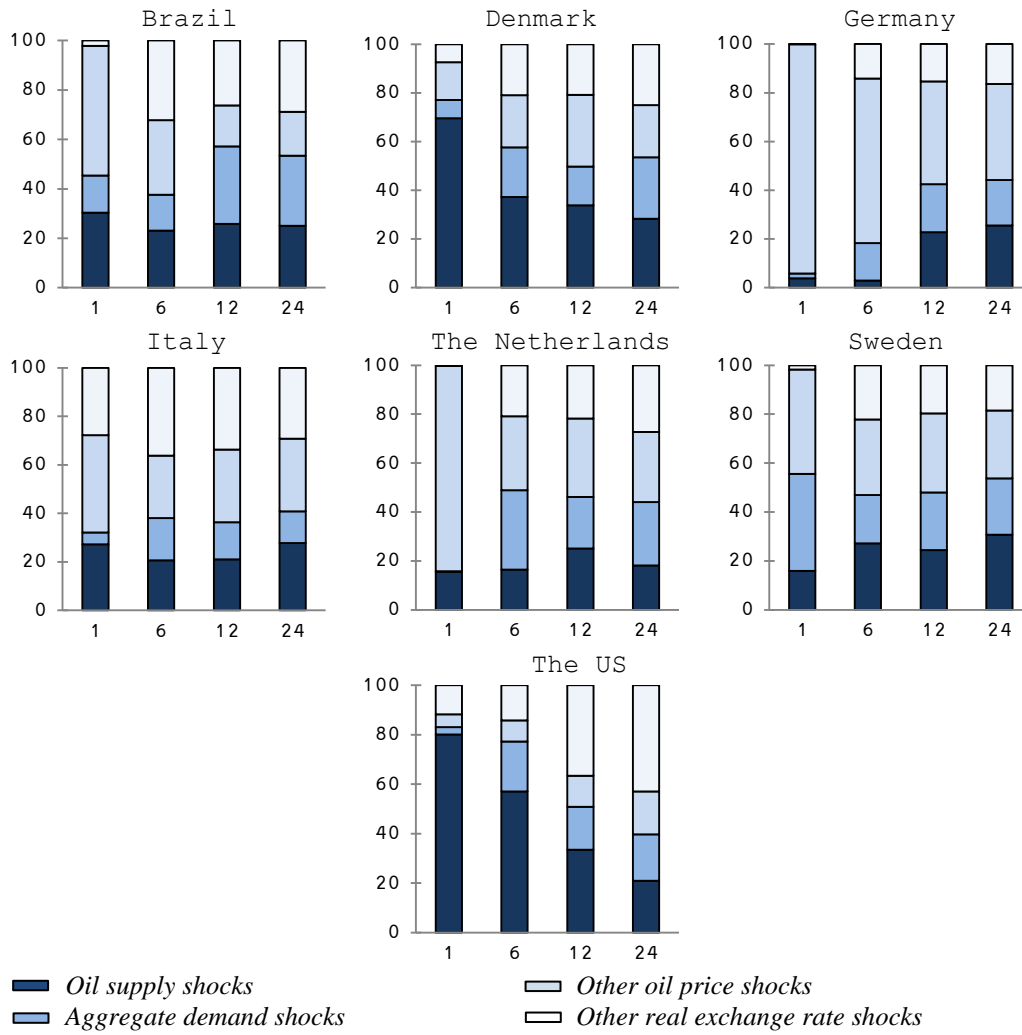 Brazil
100
80
60
40
20
0
1 6 12 24
Denmark
100
80
60
40
20
0
1 6 12 24
Germany
100
80
60
40
20
0
1 6 12 24
Italy
100
80
60
40
20
0
1 6 12 24
The Netherlands
100
80
60
40
20
0
1 6 12 24
Sweden
100
80
60
40
20
0
1 6 12 24
The US
100
80
60
40
20
0
1 6 12 24
Oil supply shocks
Other oil price shocks
Aggregate demand shocks
Other real exchange rate shocks